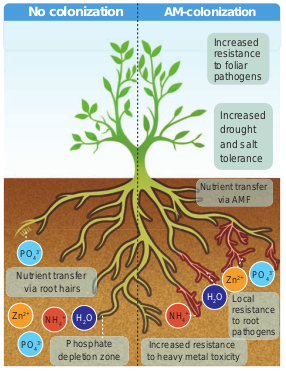 No colonization
AM-colonization
Increased
resistance
to foliar
pathogens
Increased
drought
and salt
tolerance
Nutrient transfer
via AMF
PO₄³⁻
Nutrient transfer
via root hairs
Zn²⁺
NH₄⁺
H₂O
PO₄³⁻
Phosphate
depletion zone
Zn²⁺
PO₄³⁻
H₂O
NH₄⁺
Local
resistance
to root
pathogens
Increased resistance
to heavy metal toxicity